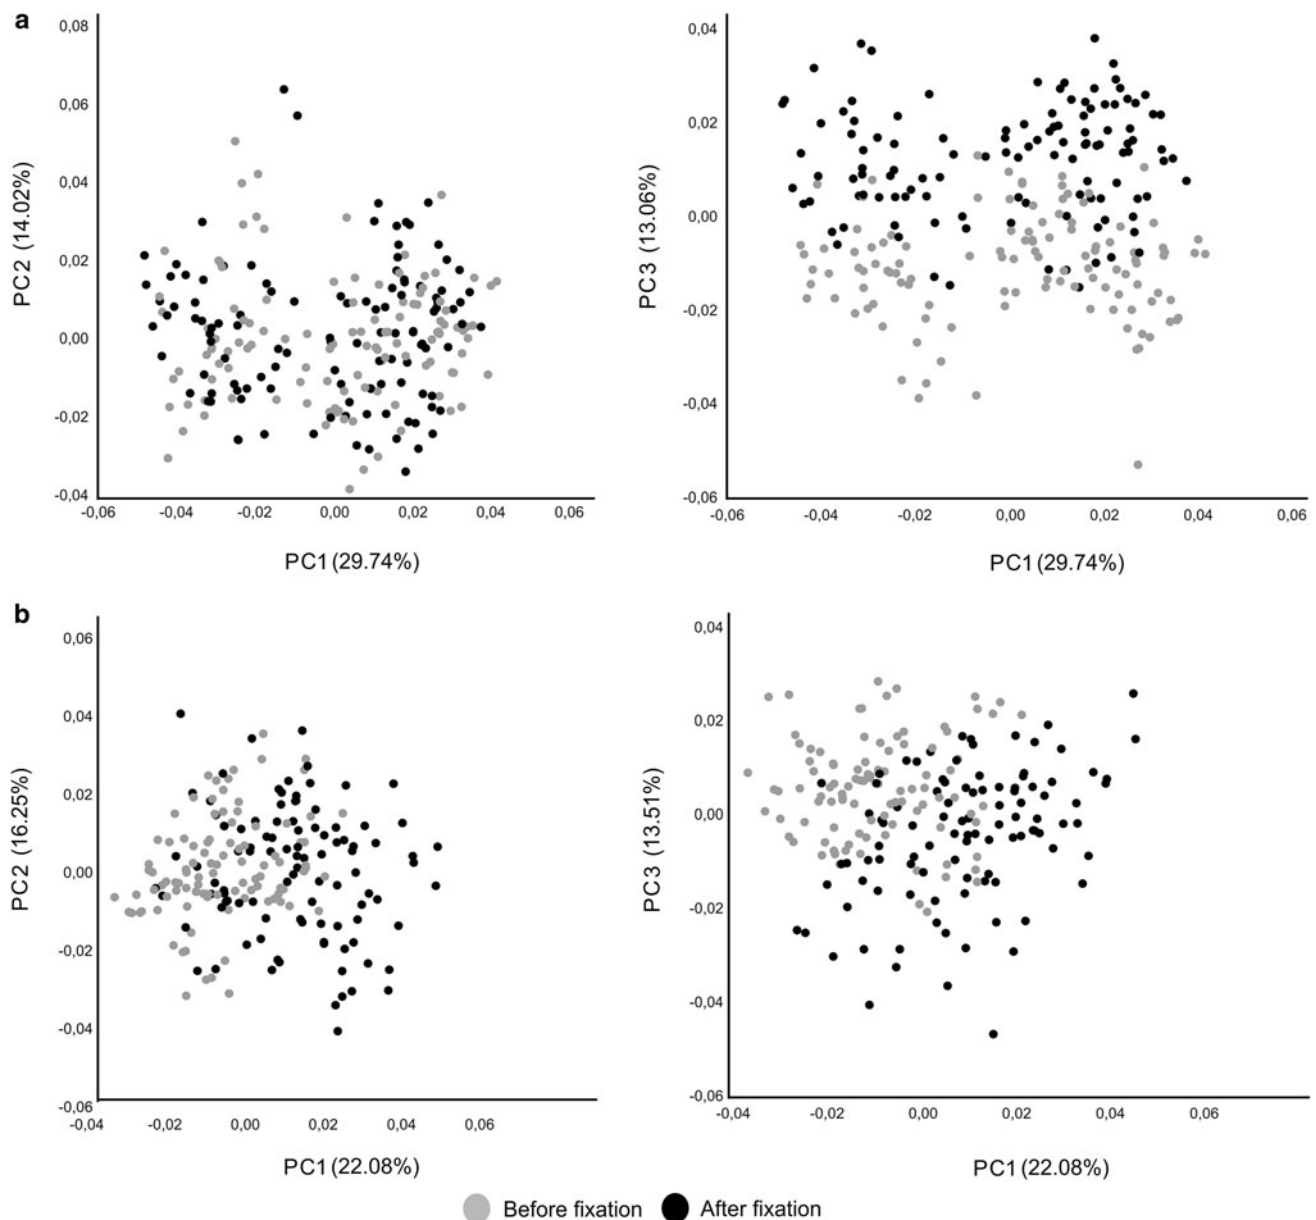 a
0,08
0,06
0,04
0,02
0,00
-0,02
-0,04
-0,06 -0,04 -0,02 0,00 0,02 0,04 0,06
PC2 (14.02%)
PC1 (29.74%)
0,04
0,02
0,00
-0,02
-0,04
-0,06
-0,06 -0,04 -0,02 0,00 0,02 0,04 0,06
PC3 (13.06%)
PC1 (29.74%)
b
0,06
0,04
0,02
0,00
-0,02
-0,04
-0,06
-0,04 -0,02 0,00 0,02 0,04 0,06
PC2 (16.25%)
PC1 (22.08%)
0,04
0,02
0,00
-0,02
-0,04
-0,06
-0,04 -0,02 0,00 0,02 0,04 0,06
PC3 (13.51%)
PC1 (22.08%)
Before fixation After fixation